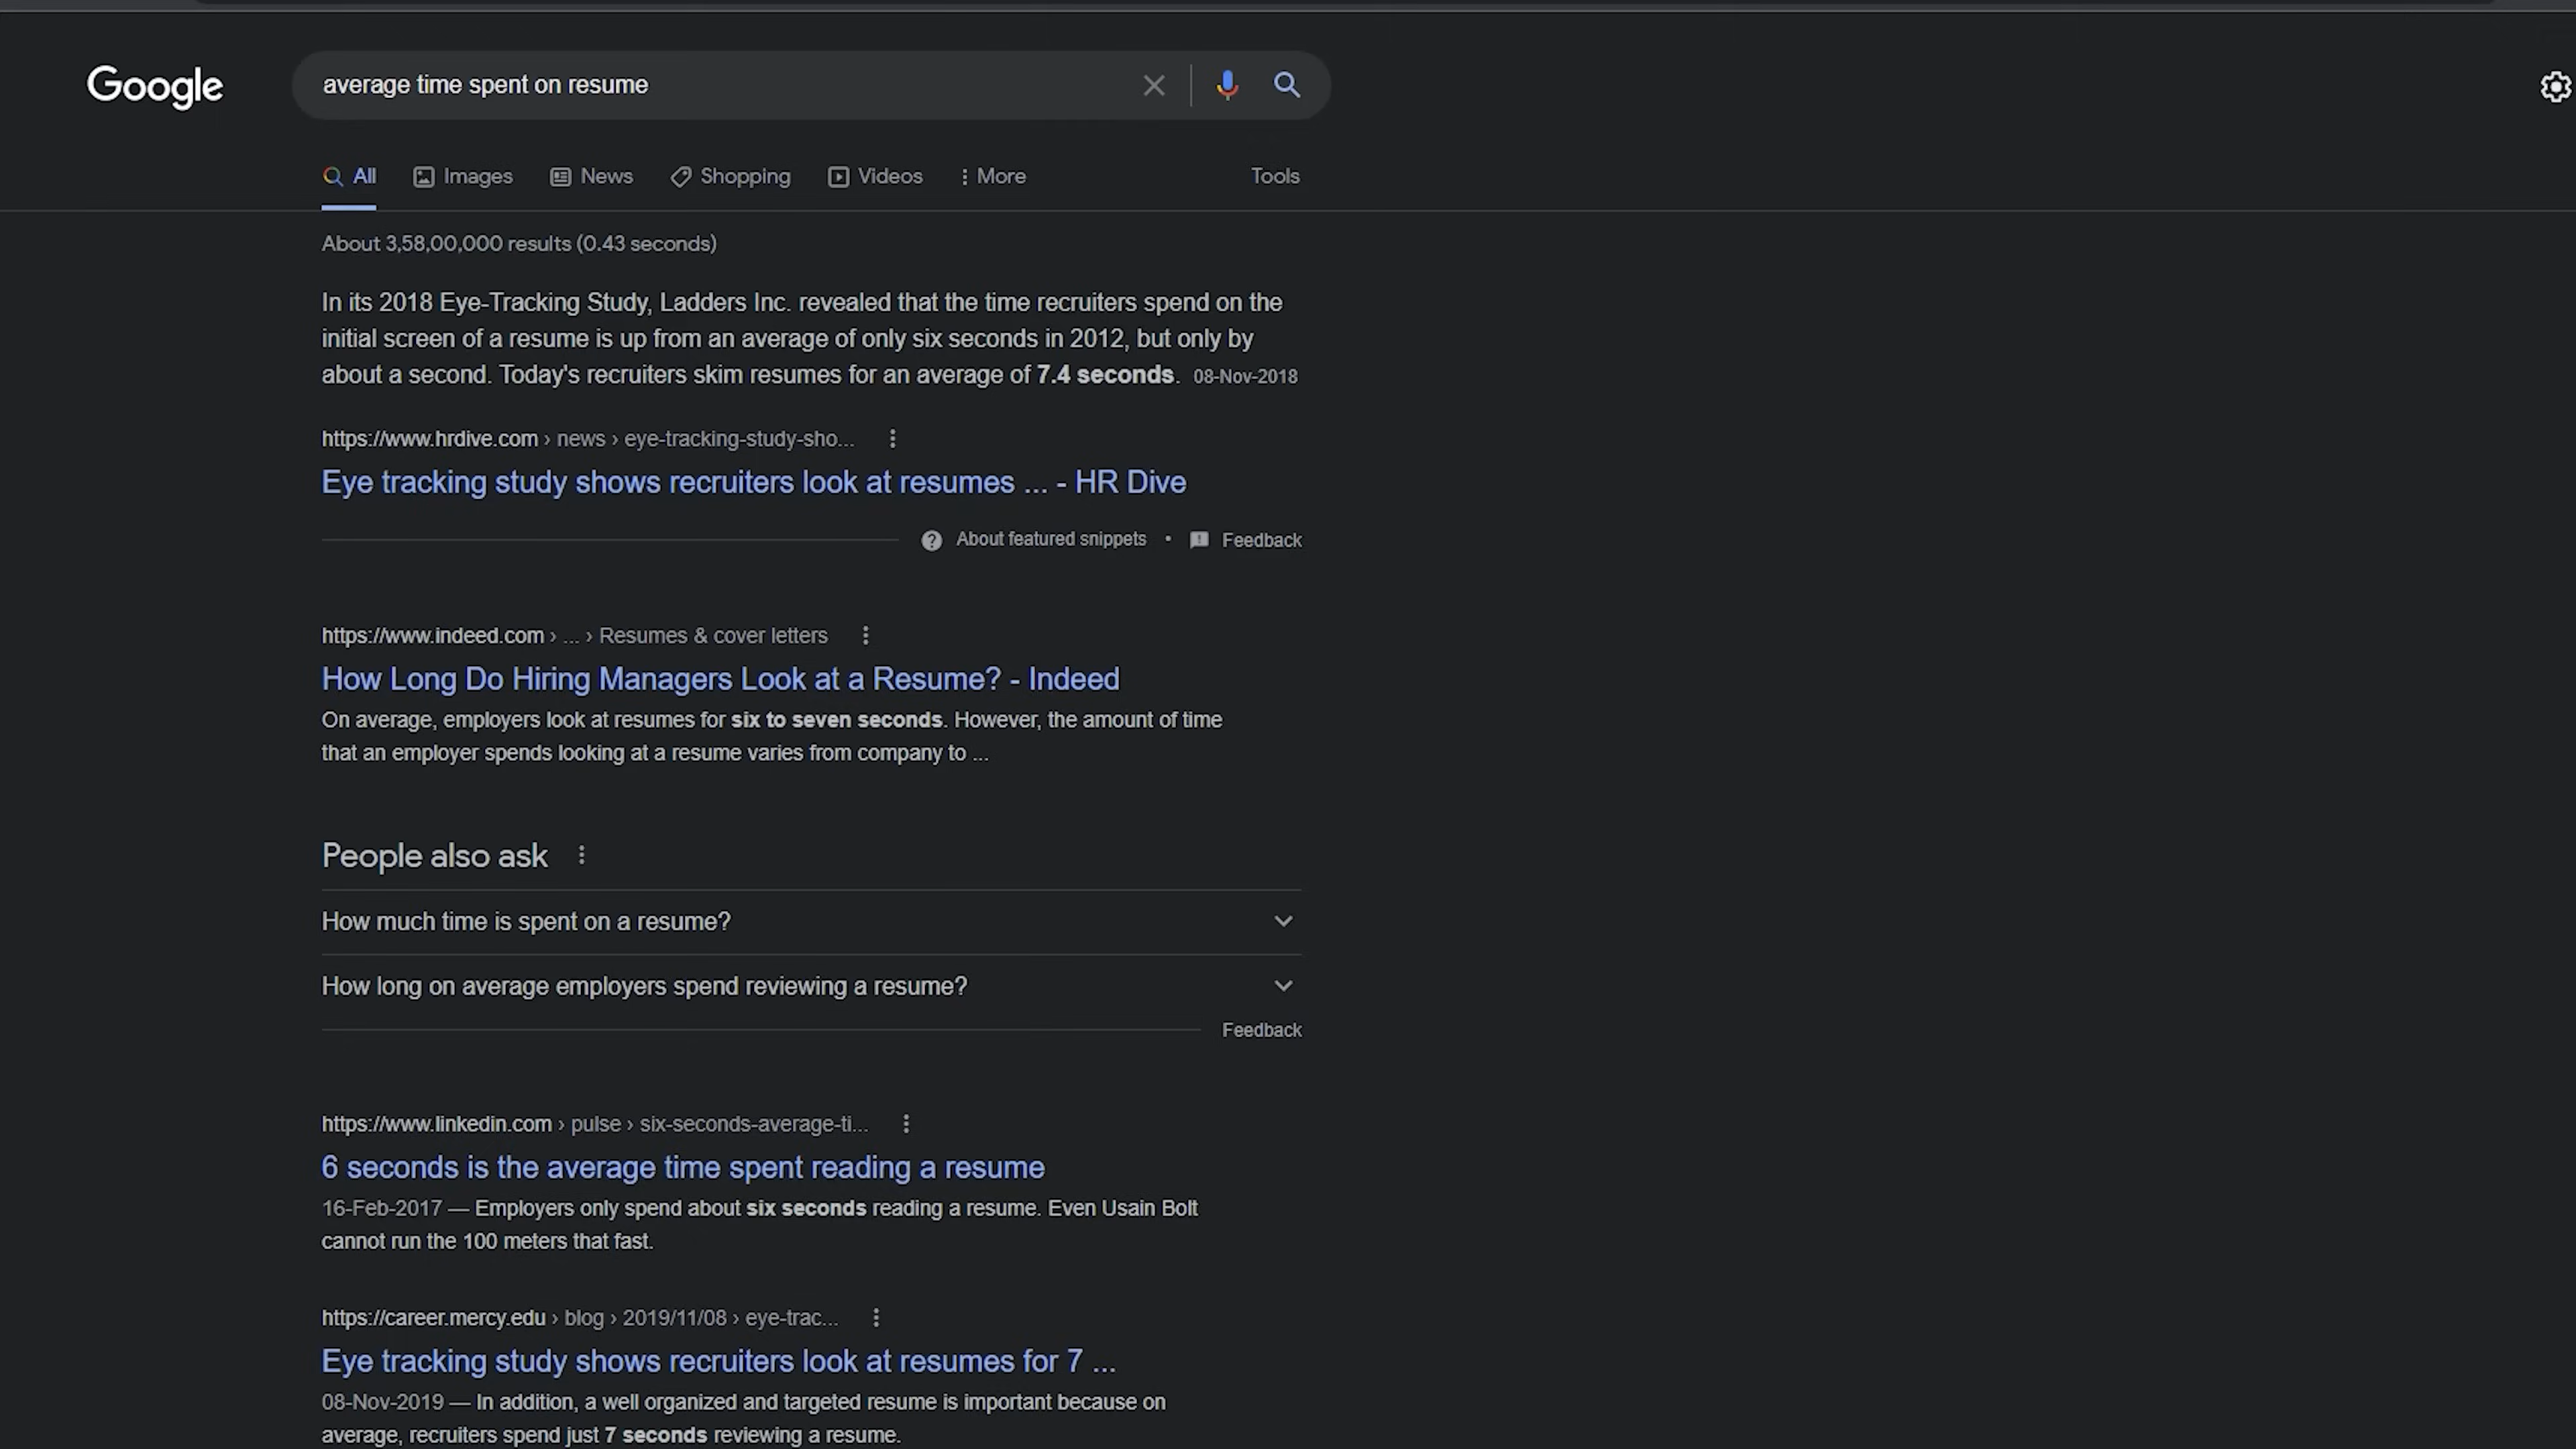 Google
average time spent on resume
All Images News Shopping Videos More Tools
About 3,58,00,000 results (0.43 seconds)
In its 2018 Eye-Tracking Study, Ladders Inc. revealed that the time recruiters spend on the
initial screen of a resume is up from an average of only six seconds in 2012, but only by
about a second. Today's recruiters skim resumes for an average of 7.4 seconds. 08-Nov-2018
https://www.hrdive.com › news › eye-tracking-study-sho...
Eye tracking study shows recruiters look at resumes ... - HR Dive
About featured snippets • Feedback
https://www.indeed.com › ... › Resumes & cover letters
How Long Do Hiring Managers Look at a Resume? - Indeed
On average, employers look at resumes for six to seven seconds. However, the amount of time
that an employer spends looking at a resume varies from company to ...
People also ask
How much time is spent on a resume?
How long on average employers spend reviewing a resume?
Feedback
https://www.linkedin.com › pulse › six-seconds-average-ti...
6 seconds is the average time spent reading a resume
16-Feb-2017 — Employers only spend about six seconds reading a resume. Even Usain Bolt
cannot run the 100 meters that fast.
https://career.mercy.edu › blog › 2019/11/08 › eye-trac...
Eye tracking study shows recruiters look at resumes for 7 ...
08-Nov-2019 — In addition, a well organized and targeted resume is important because on
average, recruiters spend just 7 seconds reviewing a resume.